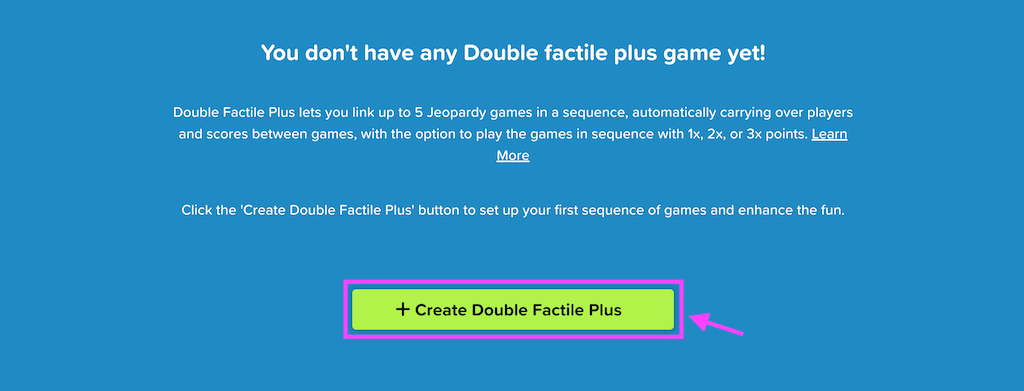 You don't have any Double factile plus game yet!
Double Factile Plus lets you link up to 5 Jeopardy games in a sequence, automatically carrying over players
and scores between games, with the option to play the games in sequence with 1x, 2x, or 3x points. Learn
More
Click the 'Create Double Factile Plus' button to set up your first sequence of games and enhance the fun.
+ Create Double Factile Plus